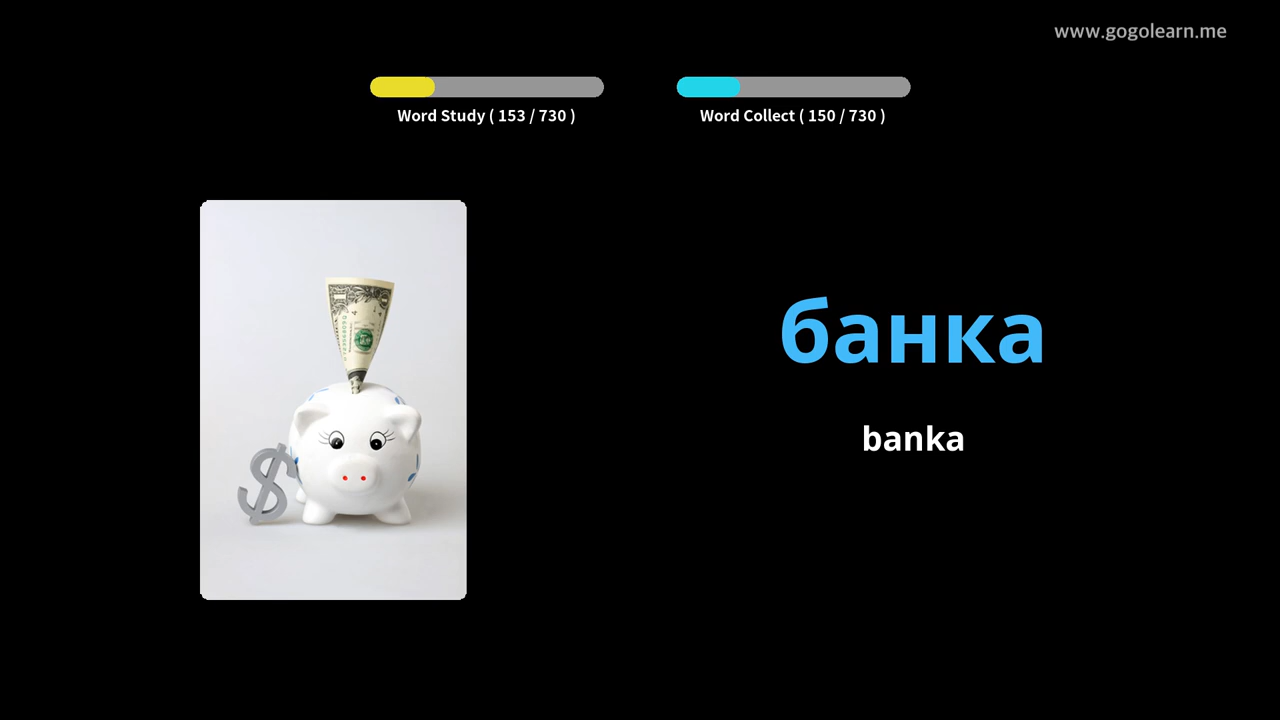 www.gogolearn.me
Word Study ( 153 / 730 )
Word Collect ( 150 / 730 )
$
банка
banka